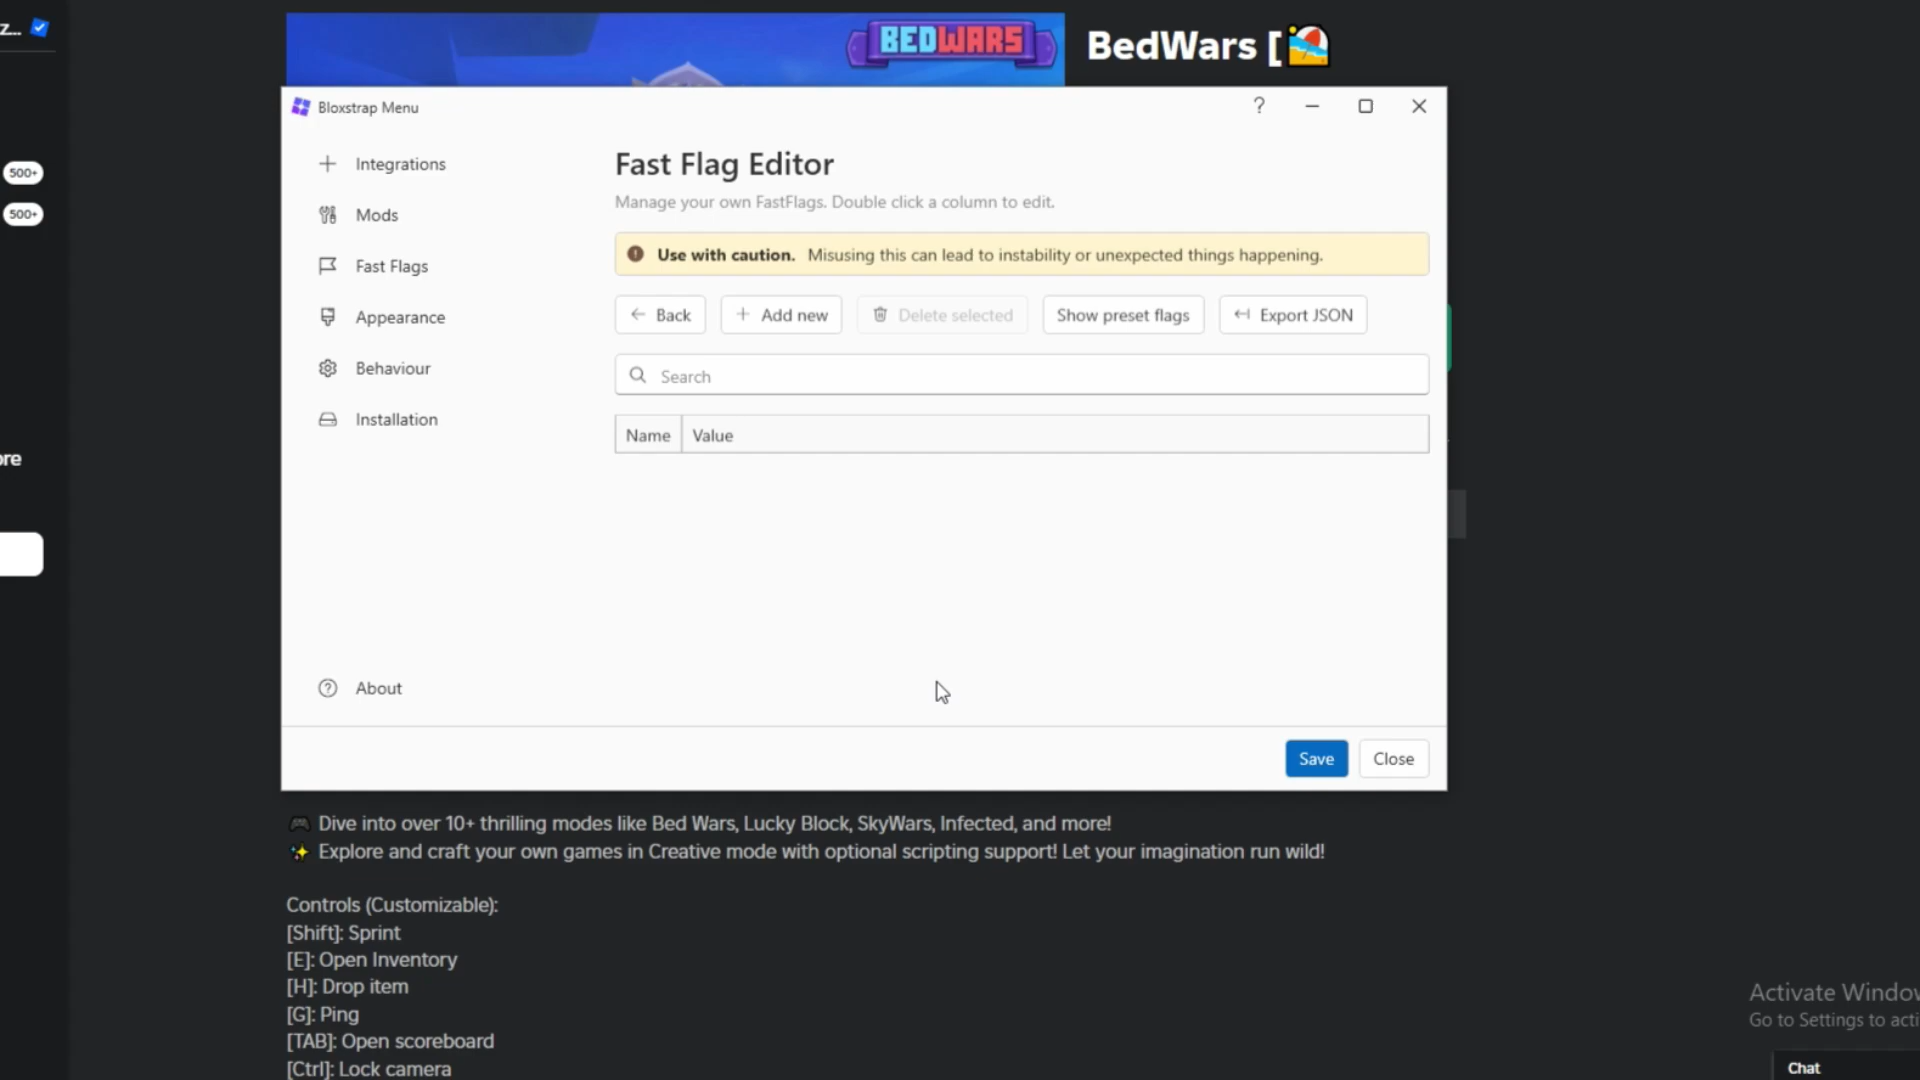 z...
BEDWARS
BedWars [🏖️
Bloxstrap Menu
Integrations
Mods
Fast Flags
Appearance
Behaviour
Installation
About
Fast Flag Editor
Manage your own FastFlags. Double click a column to edit.
Use with caution. Misusing this can lead to instability or unexpected things happening.
Back
Add new
Delete selected
Show preset flags
Export JSON
Search
Name Value
Save
Close
500+
500+
ore
🎮 Dive into over 10+ thrilling modes like Bed Wars, Lucky Block, SkyWars, Infected, and more!
✨ Explore and craft your own games in Creative mode with optional scripting support! Let your imagination run wild!
Controls (Customizable):
[Shift]: Sprint
[E]: Open Inventory
[H]: Drop item
[G]: Ping
[TAB]: Open scoreboard
[Ctrl]: Lock camera
Activate Window
Go to Settings to acti
Chat